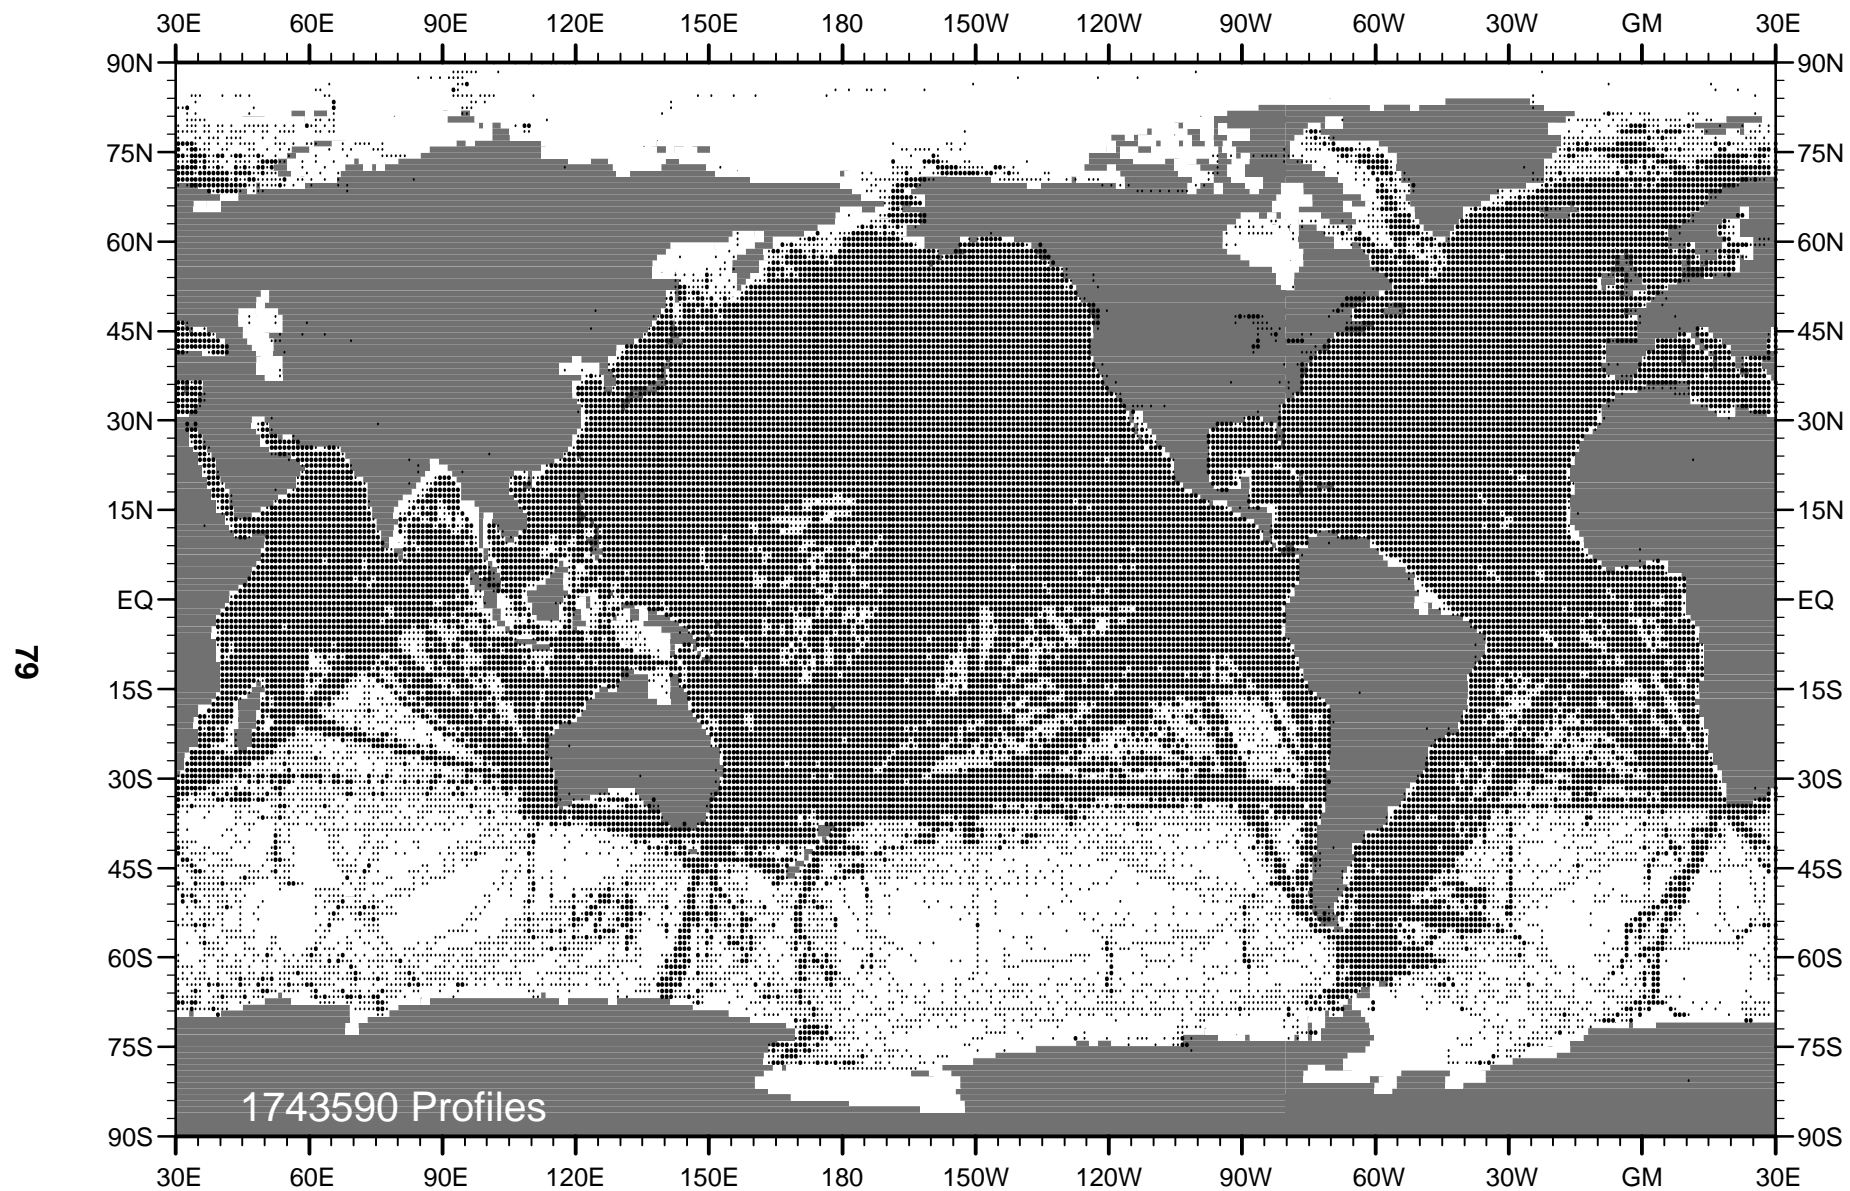 30E 60E 90E 120E 150E 180 150W 120W 90W 60W 30W GM 30E
90N 90N
75N 75N
60N 60N
45N 45N
30N 30N
15N 15N
EQ EQ
79
15S 15S
30S 30S
45S 45S
60S 60S
75S 75S
1743590 Profiles
90S 90S
30E 60E 90E 120E 150E 180 150W 120W 90W 60W 30W GM 30E